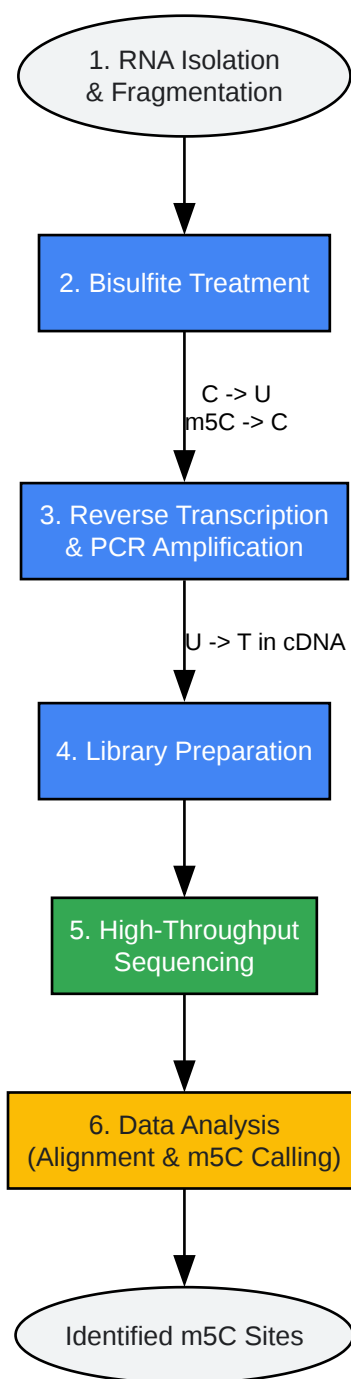 1. RNA Isolation
& Fragmentation
2. Bisulfite Treatment
C -> U
m5C -> C
3. Reverse Transcription
& PCR Amplification
U -> T in cDNA
4. Library Preparation
5. High-Throughput
Sequencing
6. Data Analysis
(Alignment & m5C Calling)
Identified m5C Sites